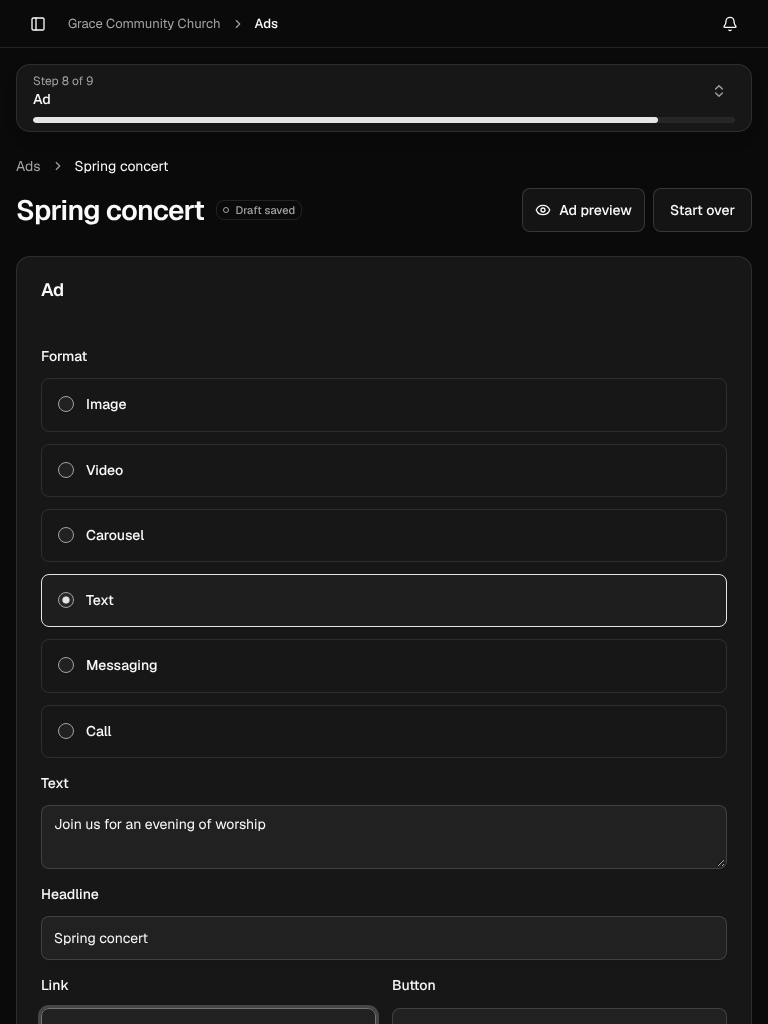 Grace Community Church
Ads
Step 8 of 9
Ad
Ads
Spring concert
Spring concert
Draft saved
Ad preview
Start over
Ad
Format
Image
Video
Carousel
Text
Messaging
Call
Text
Join us for an evening of worship
Headline
Spring concert
Link
Button